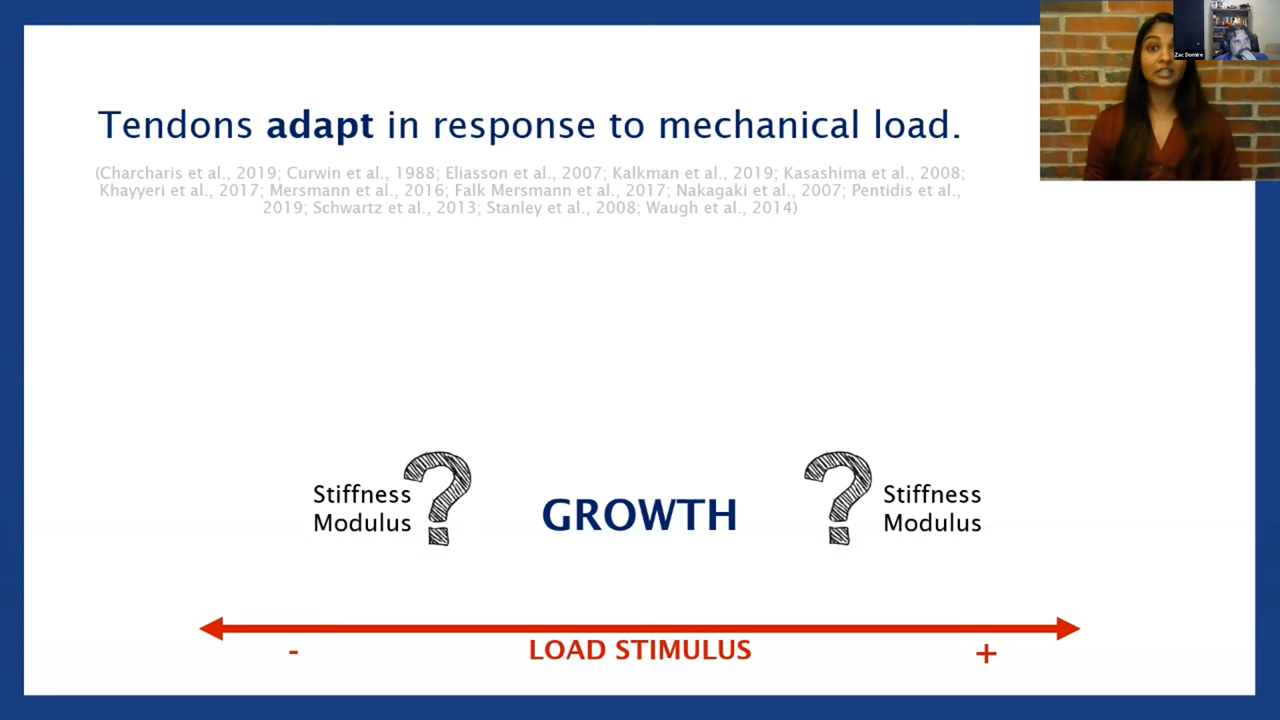 Tendons adapt in response to mechanical load.
(Charcharis et al., 2019; Curwin et al., 1988; Eliasson et al., 2007; Kalkman et al., 2019; Kasashima et al., 2008;
Khayyeri et al., 2017; Mersmann et al., 2016; Falk Mersmann et al., 2017; Nakagaki et al., 2007; Pentidis et al.,
2019; Schwartz et al., 2013; Stanley et al., 2008; Waugh et al., 2014)
Zac Domire
Stiffness
Modulus
?
GROWTH
?
Stiffness
Modulus
LOAD STIMULUS
- +